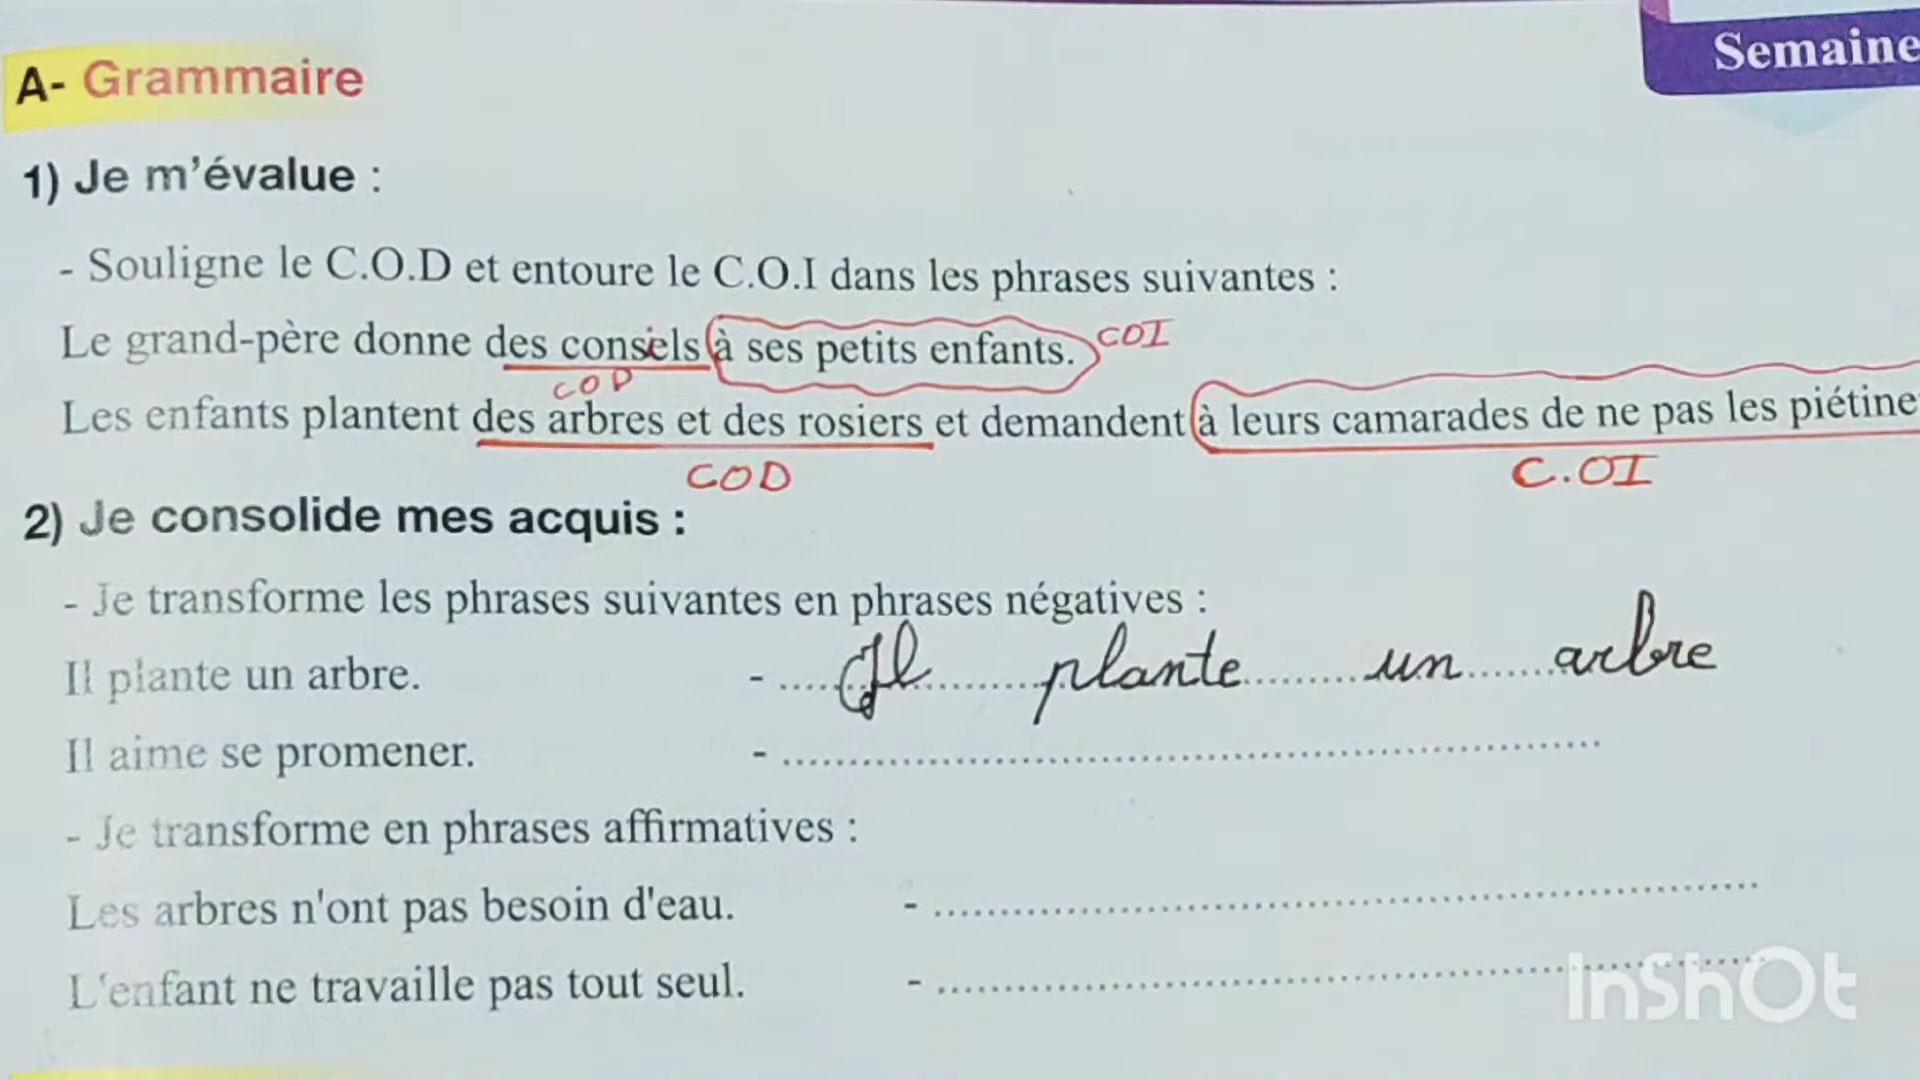 Semaine
A- Grammaire
1) Je m'évalue :
- Souligne le C.O.D et entoure le C.O.I dans les phrases suivantes :
Le grand-père donne des consiels à ses petits enfants. COI
COD
Les enfants plantent des arbres et des rosiers et demandent à leurs camarades de ne pas les piétine
COD C.OI
2) Je consolide mes acquis :
- Je transforme les phrases suivantes en phrases négatives :
Il plante un arbre. - Il plante un arbre
Il aime se promener. -
- Je transforme en phrases affirmatives :
Les arbres n'ont pas besoin d'eau. -
L'enfant ne travaille pas tout seul. -
InShOt